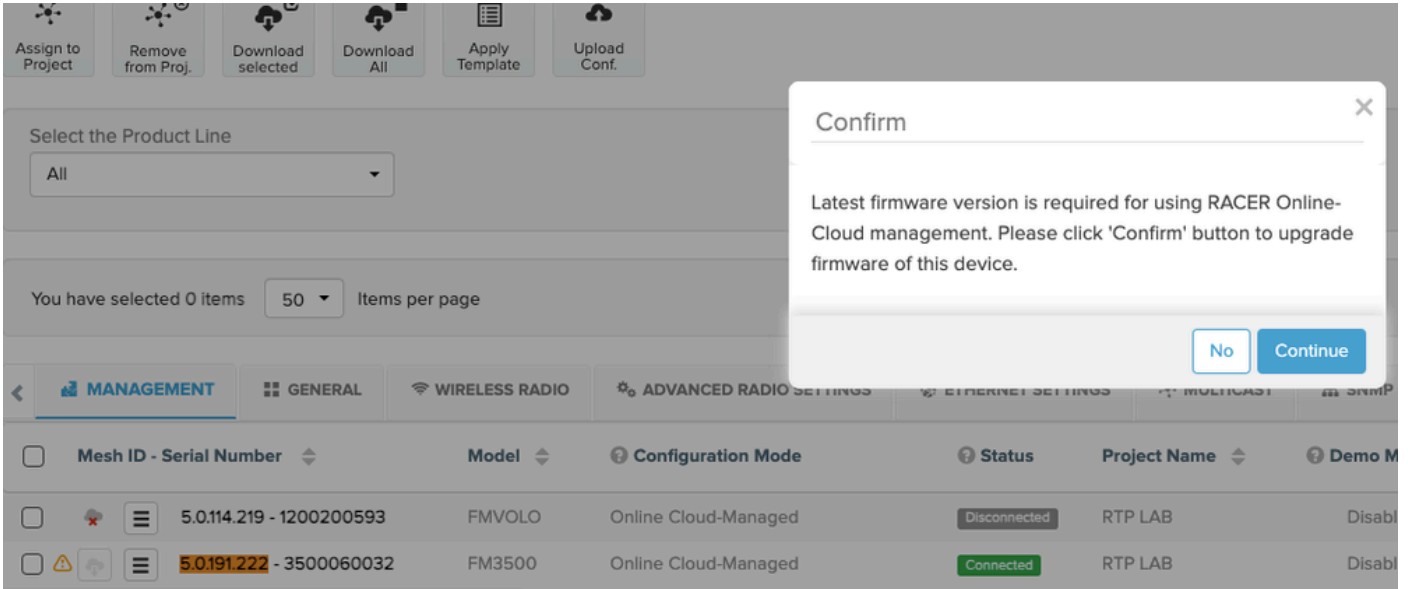 Assign to
Project
Remove
from Proj.
Download
selected
Download
All
Apply
Template
Upload
Conf.
Select the Product Line
All
Confirm
Latest firmware version is required for using RACER Online-
Cloud management. Please click 'Confirm' button to upgrade
firmware of this device.
No
Continue
You have selected 0 items
50
Items per page
MANAGEMENT
GENERAL
WIRELESS RADIO
ADVANCED RADIO SETTINGS
ETHERNET SETTINGS
MULTICAST
SNMP
Mesh ID - Serial Number
Model
Configuration Mode
Status
Project Name
Demo M
5.0.114.219 - 1200200593
FMVOLO
Online Cloud-Managed
Disconnected
RTP LAB
Disabl
5.0.191.222 - 3500060032
FM3500
Online Cloud-Managed
Connected
RTP LAB
Disabl